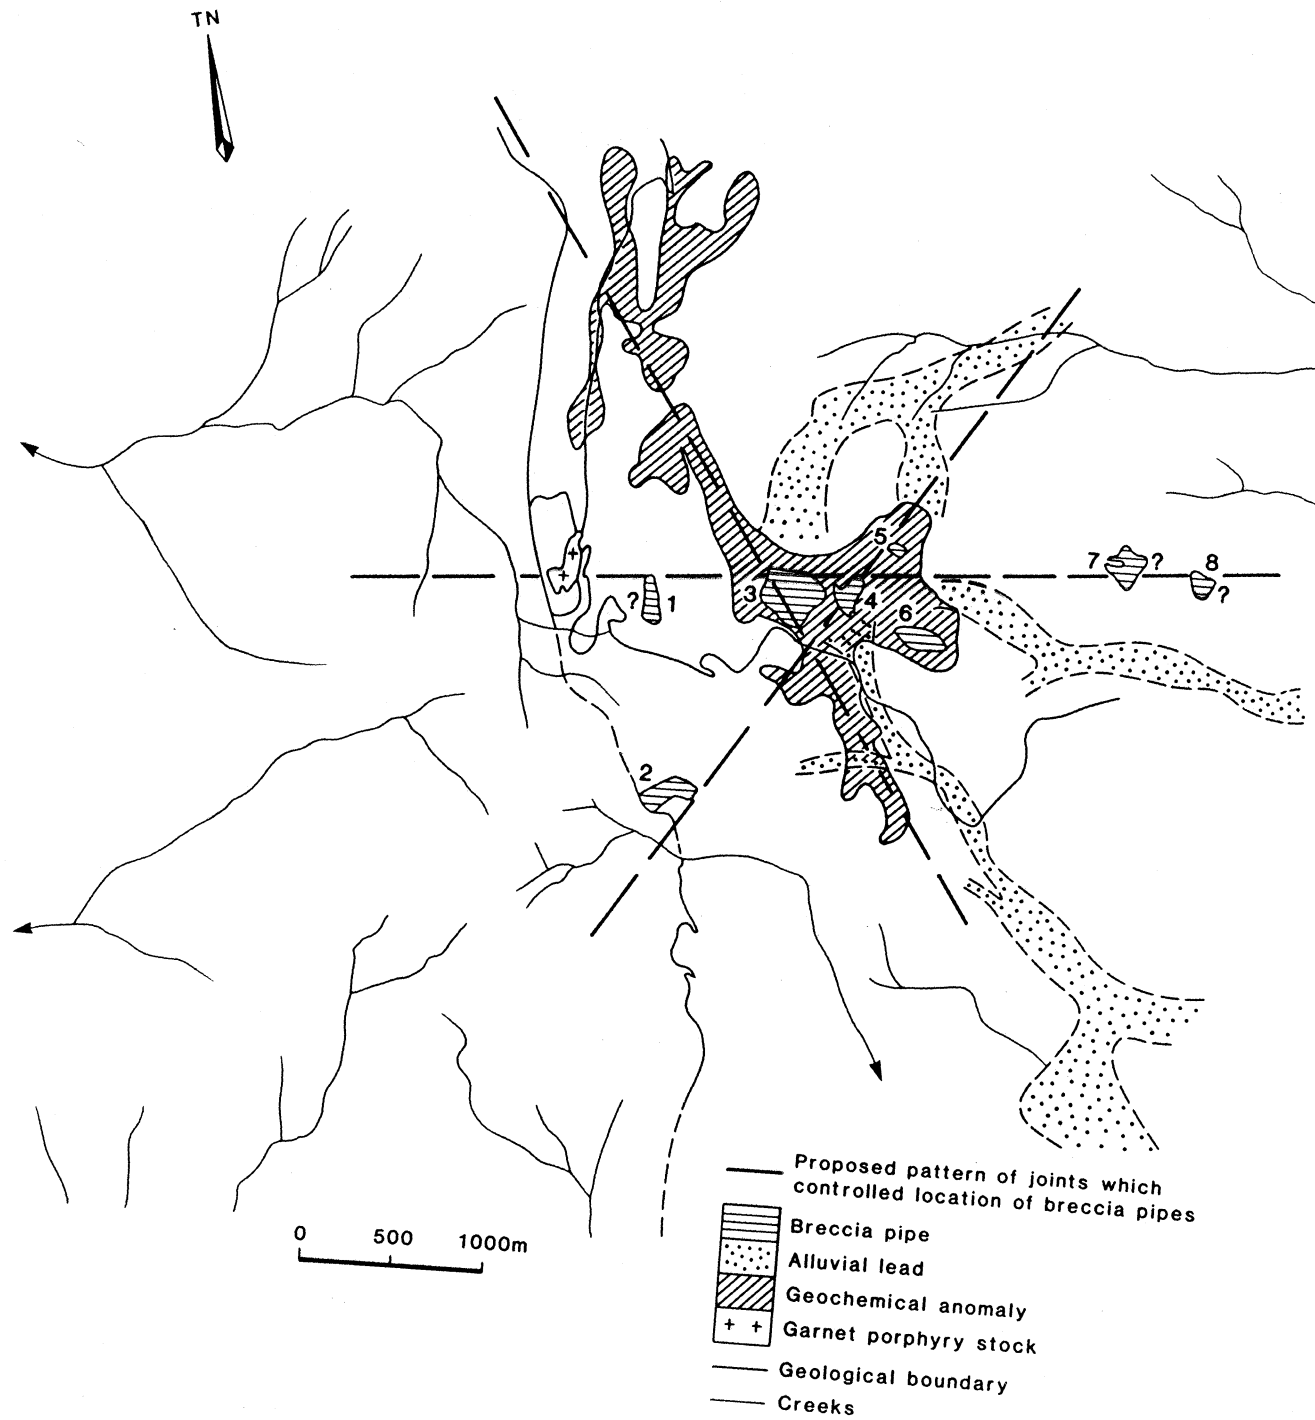 TN
5
7 ? 8
3 4 ?
? 1
6
2
Proposed pattern of joints which
controlled location of breccia pipes
0 500 1000m
Breccia pipe
Alluvial lead
Geochemical anomaly
Garnet porphyry stock
Geological boundary
Creeks